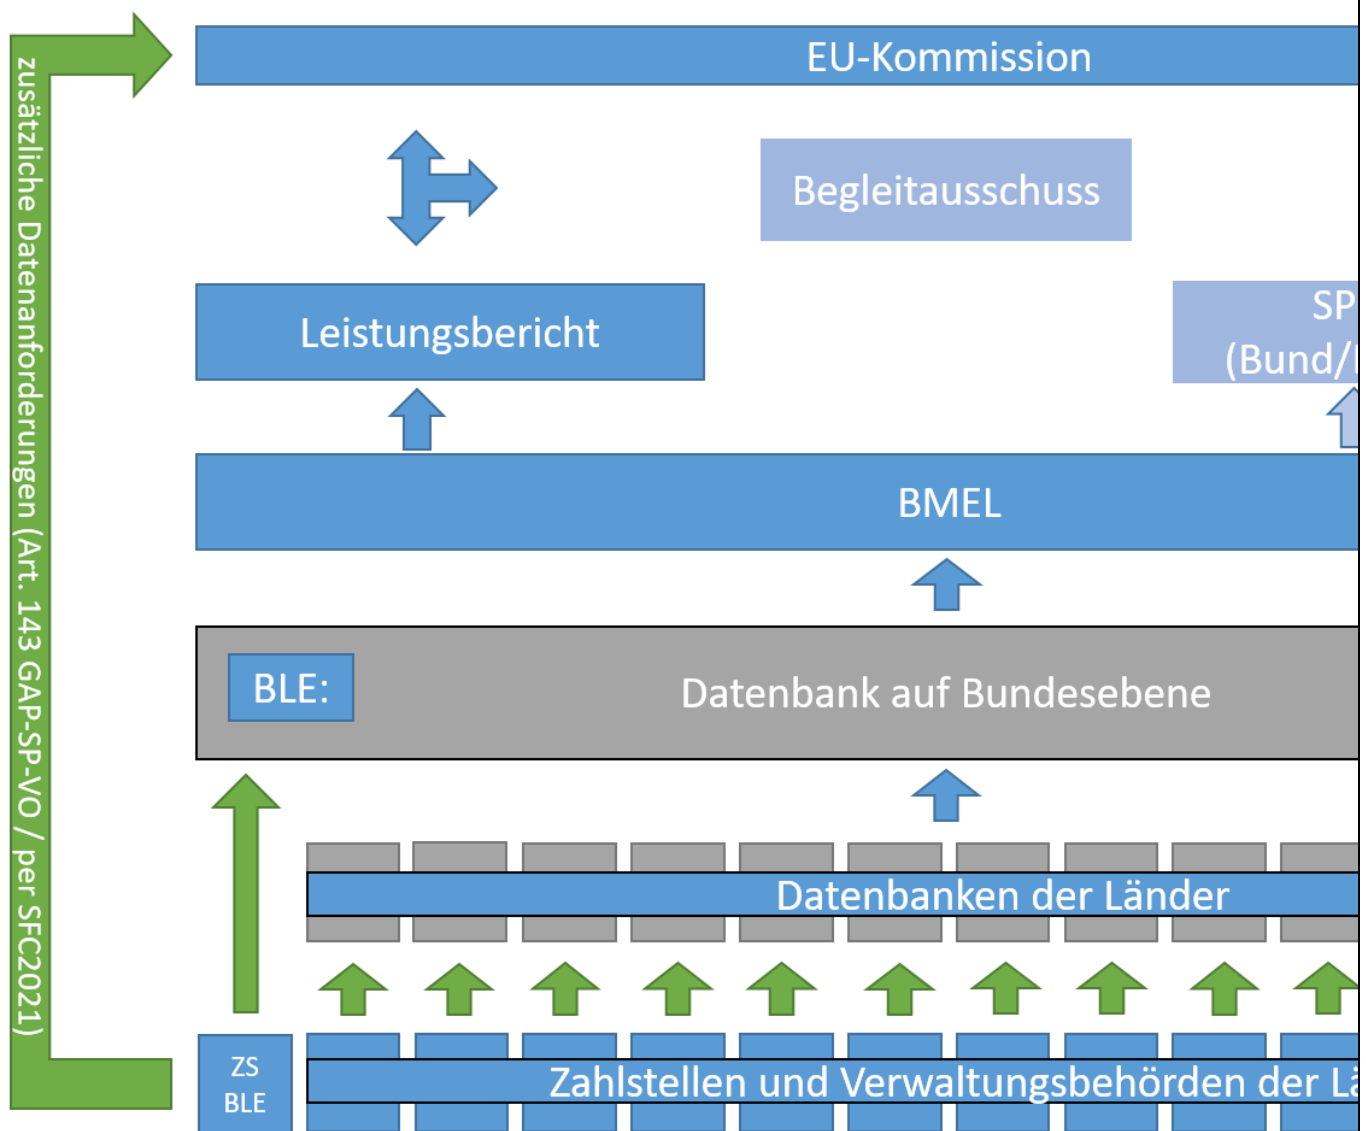 EU-Kommission
zusätzliche Datenanforderungen (Art. 143 GAP-SP-VO / per SFC2021)
Begleitausschuss
Leistungsbericht
SP
(Bund/
BMEL
BLE:
Datenbank auf Bundesebene
Datenbanken der Länder
ZS
BLE
Zahlstellen und Verwaltungsbehörden der Lä